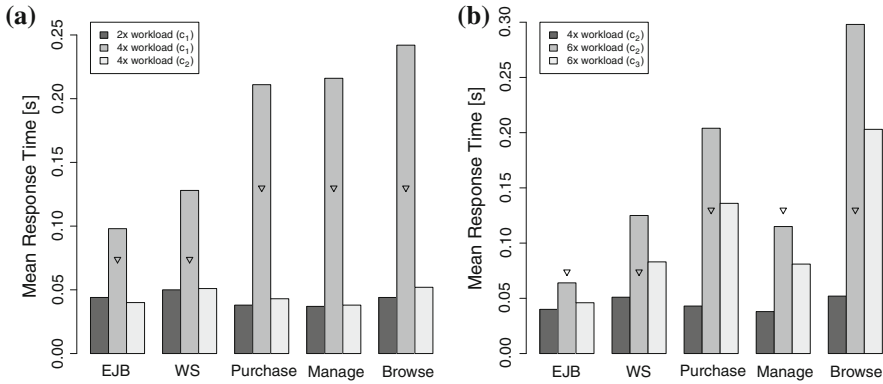 (a)
Mean Response Time [s]
0.00
0.05
0.10
0.15
0.20
0.25
2x workload (c₁)
4x workload (c₁)
4x workload (c₂)
EJB
WS
Purchase
Manage
Browse
(b)
Mean Response Time [s]
0.00
0.05
0.10
0.15
0.20
0.25
0.30
4x workload (c₂)
6x workload (c₂)
6x workload (c₃)
EJB
WS
Purchase
Manage
Browse